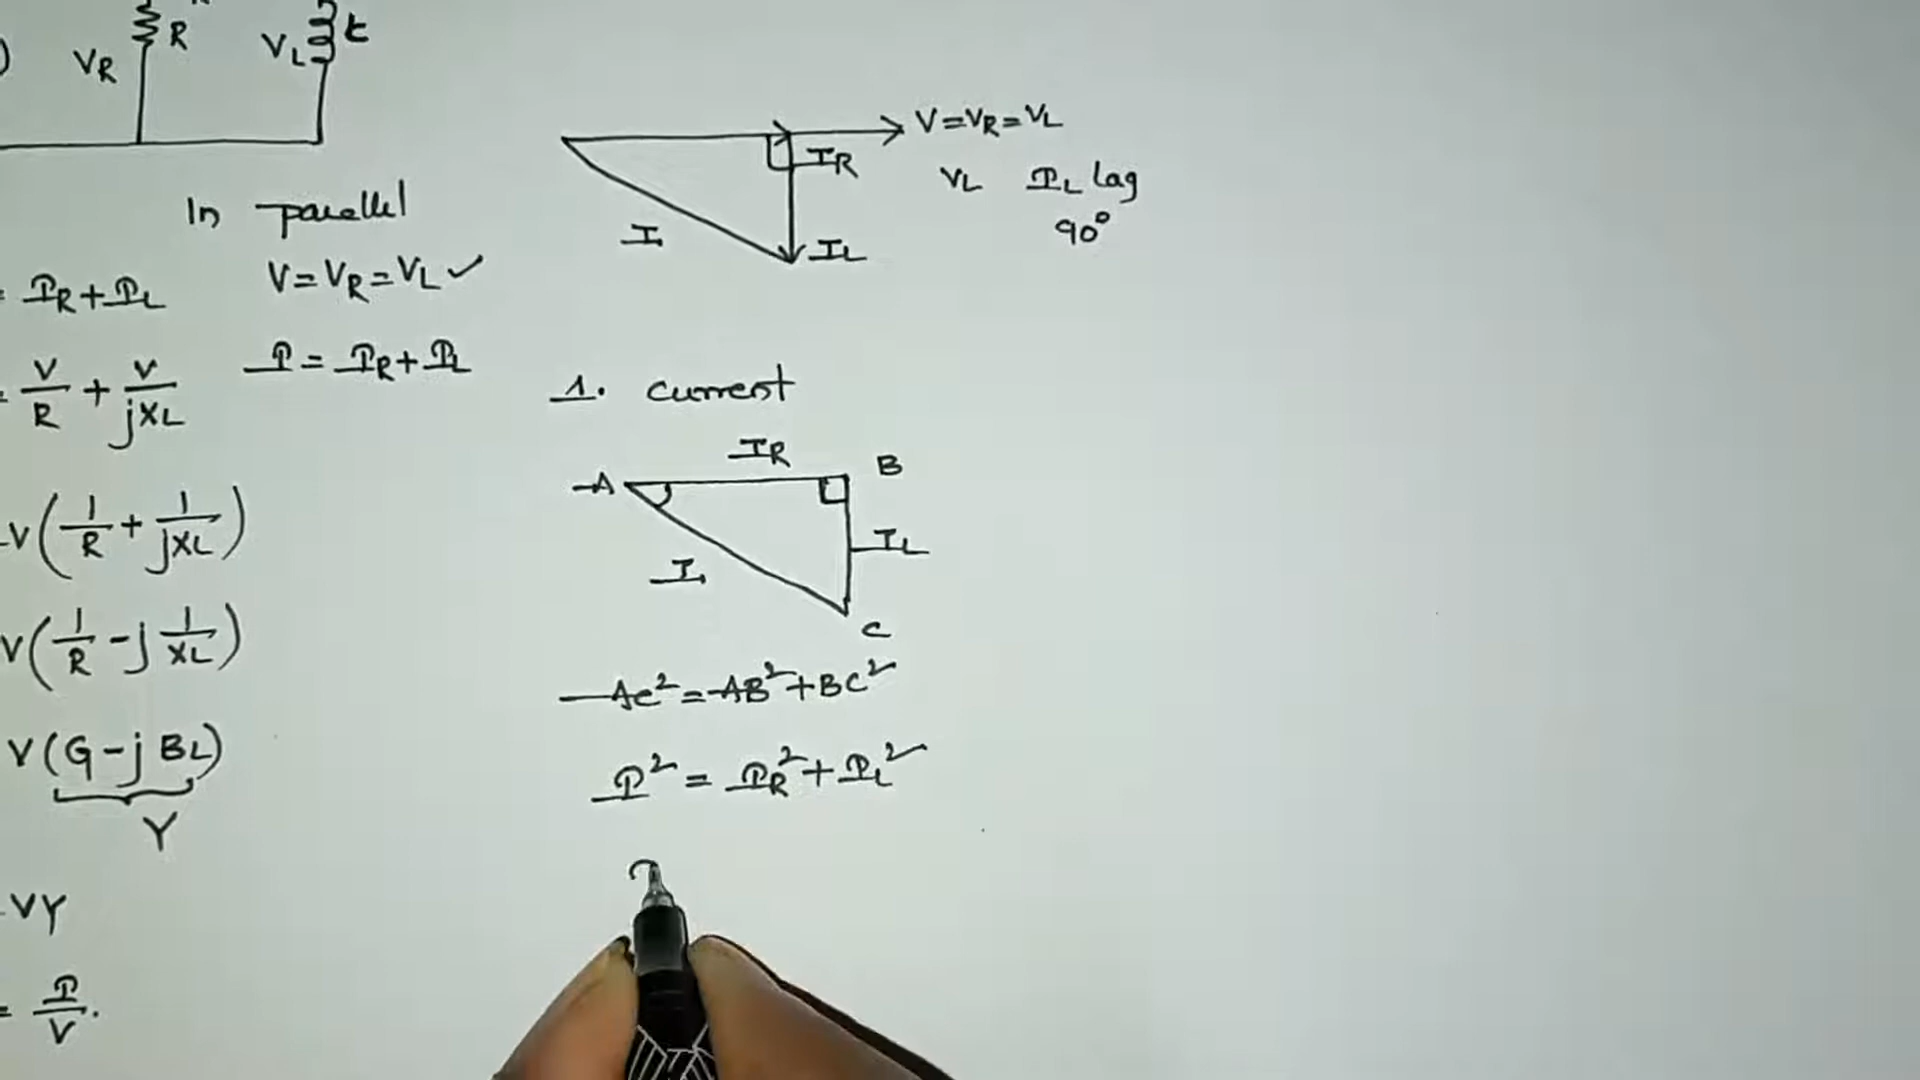 VR R VL L
In parallel
V=VR=VL ✓
= IR+IL
I = IR+IL
= V/R + V/jXL
V(1/R + 1/jXL)
V(1/R - j 1/XL)
V(G-j BL)
Y
VY
= I/V.
V=VR=VL
IR
VL IL lag
90°
I IL
1. current
IR
A B
I IL
C
AC²=AB²+BC²
I² = IR²+IL²